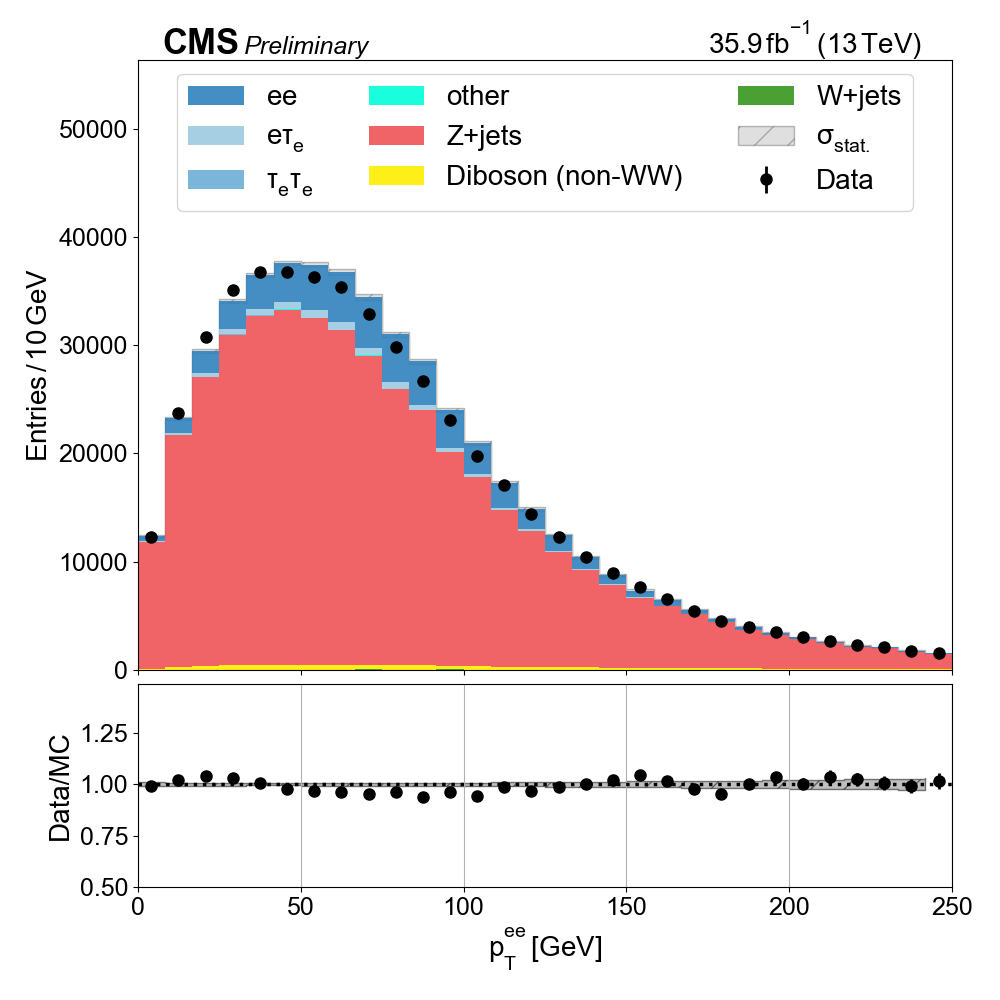 CMS Preliminary 35.9 fb⁻¹ (13 TeV)
ee other W+jets
eτₑ Z+jets σstat.
τₑτₑ Diboson (non-WW) Data
Entries / 10 GeV
50000
40000
30000
20000
10000
0
Data/MC
1.25
1.00
0.75
0.50
0 50 100 150 200 250
pTee [GeV]